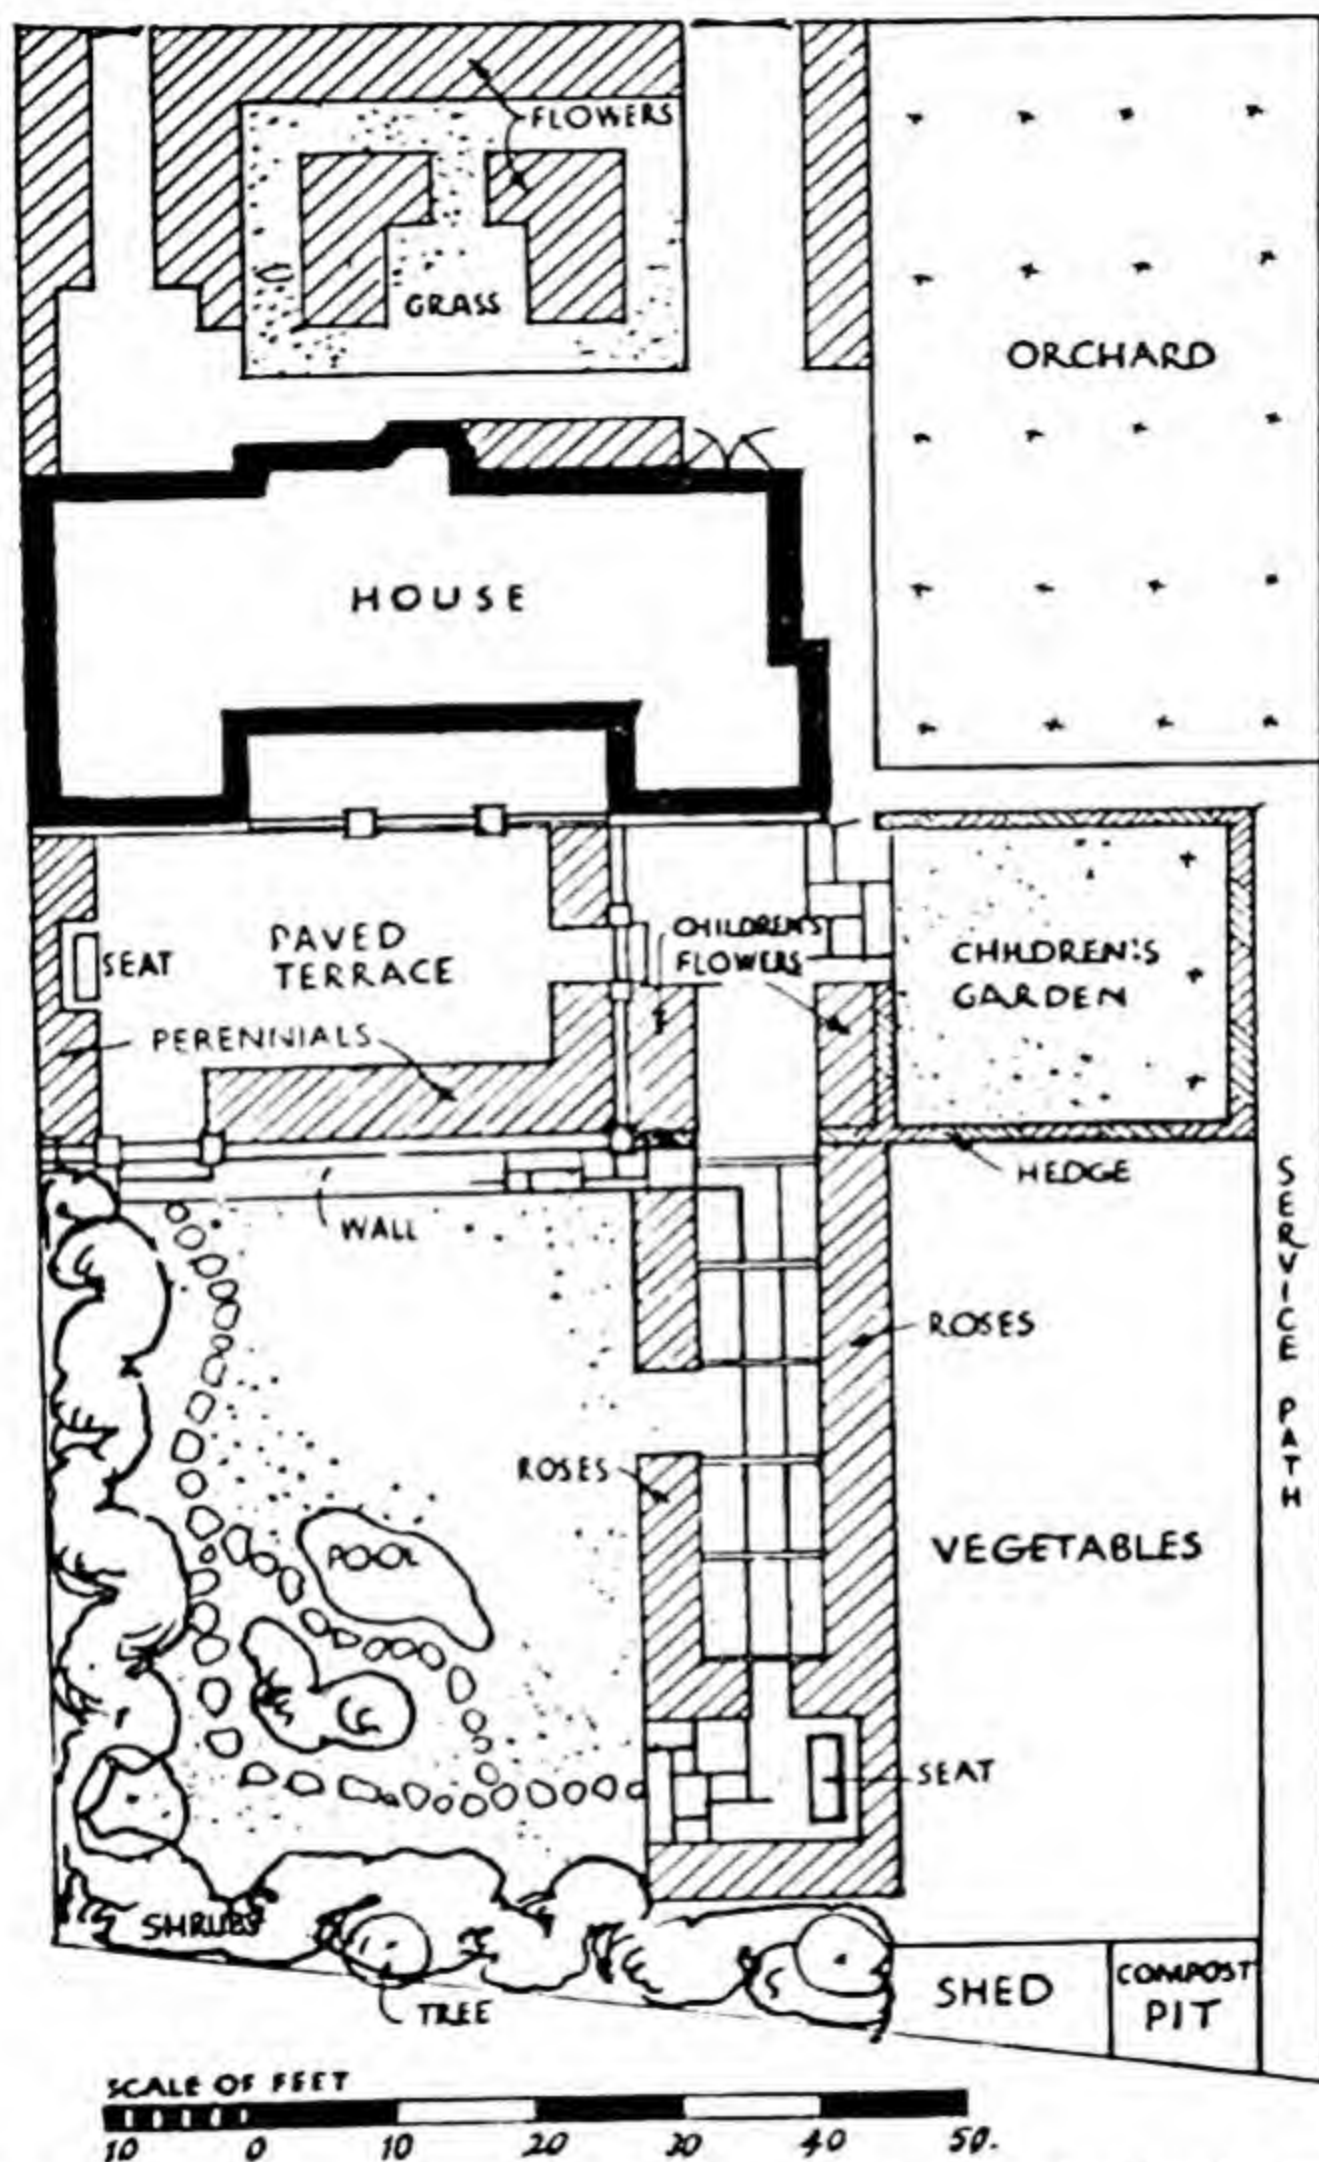 FLOWERS
GRASS
ORCHARD
HOUSE
SEAT
PAVED
TERRACE
CHILDREN'S
FLOWERS
CHILDREN'S
GARDEN
PERENNIALS
HEDGE
WALL
SERVICE PATH
ROSES
ROSES
VEGETABLES
POOL
SEAT
SHRUBS
TREE
SHED
COMPOST
PIT
SCALE OF FEET
10 0 10 20 30 40 50.